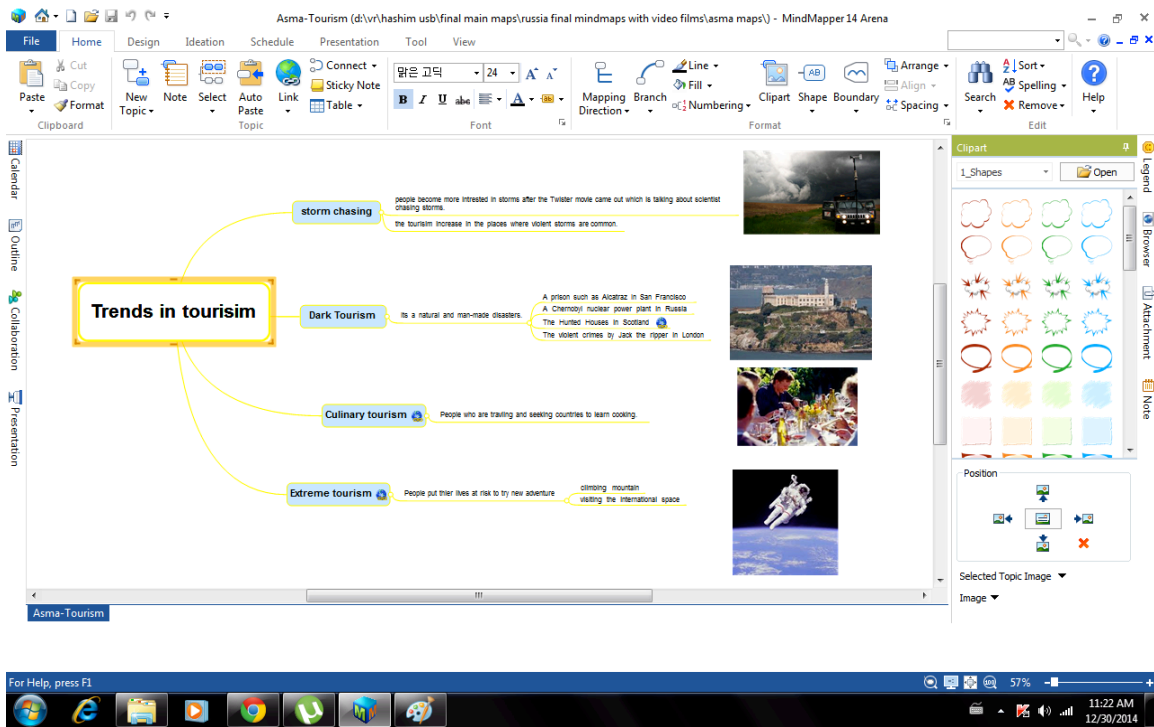 Asma-Tourism (d:\vr\hashim usb\final main maps\russia final mindmaps with video films\asma maps\) - MindMapper 14 Arena
File Home Design Ideation Schedule Presentation Tool View
Paste
Cut
Copy
Format
Clipboard
New Topic
Note
Select
Auto Paste
Link
Connect
Sticky Note
Table
Topic
맑은 고딕 24
B I U abc A ab
Font
Mapping Direction
Branch
Line
Fill
Numbering
Clipart
Shape
AB
Boundary
Arrange
Align
Spacing
Format
Search
Sort
Spelling
Remove
Edit
Help
Calendar
Outline
Collaboration
Presentation
Trends in tourisim
storm chasing
people become more intrested in storms after the Twister movie came out which is talking about scientist
chasing storms.
the tourisim increase in the places where violent storms are common.
Dark Tourism
its a natural and man-made disasters.
A prison such as Alcatraz in San Francisco
A Chernobyl nuclear power plant in Russia
The Hunted Houses in Scotland
The violent crimes by Jack the ripper in London
Culinary tourism
People who are travling and seeking countries to learn cooking.
Extreme tourism
People put thier lives at risk to try new adventure
climbing mountain
visiting the international space
Clipart
1_Shapes
Open
Position
Selected Topic Image
Image
Legend
Browser
Attachment
Note
Asma-Tourism
For Help, press F1
57%
11:22 AM
12/30/2014